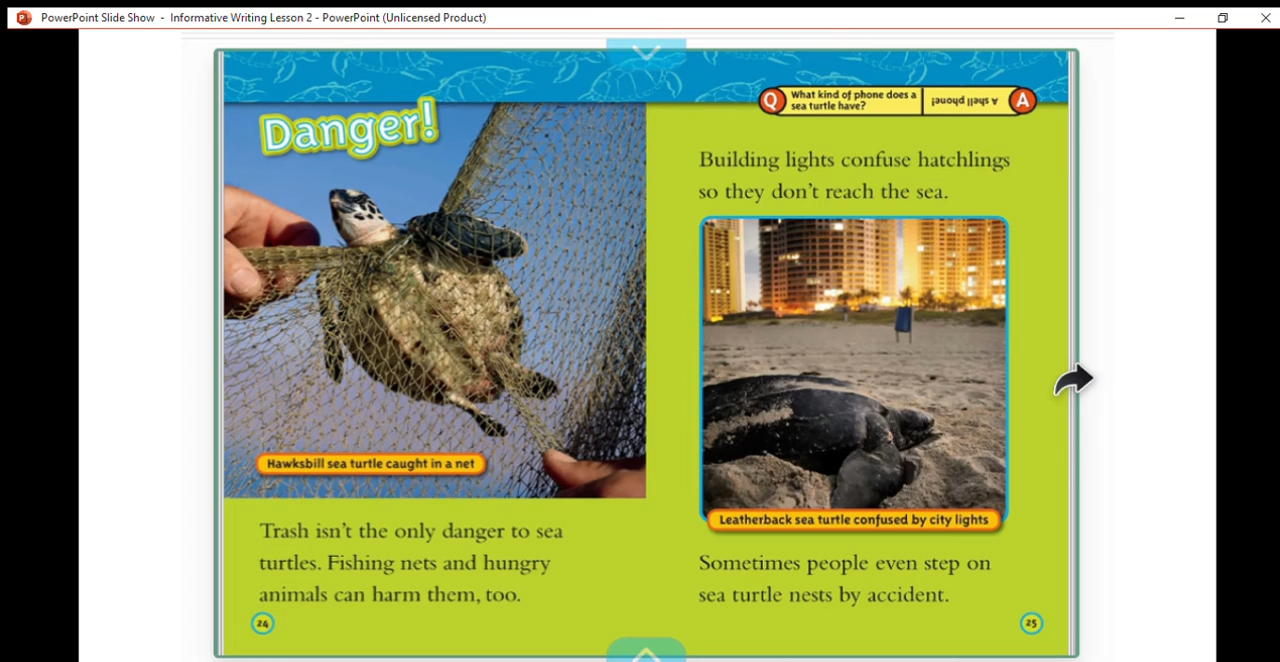 PowerPoint Slide Show - Informative Writing Lesson 2 - PowerPoint (Unlicensed Product)
Danger!
Hawksbill sea turtle caught in a net
Trash isn't the only danger to sea
turtles. Fishing nets and hungry
animals can harm them, too.
24
Q
What kind of phone does a
sea turtle have?
A shell phone!
A
Building lights confuse hatchlings
so they don't reach the sea.
Leatherback sea turtle confused by city lights
Sometimes people even step on
sea turtle nests by accident.
25